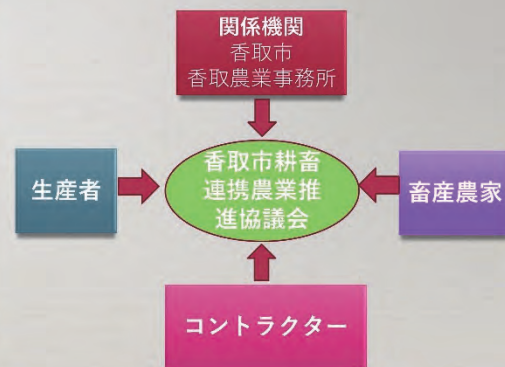 関係機関
香取市
香取農業事務所
生産者
香取市耕畜
連携農業推
進協議会
畜産農家
コントラクター